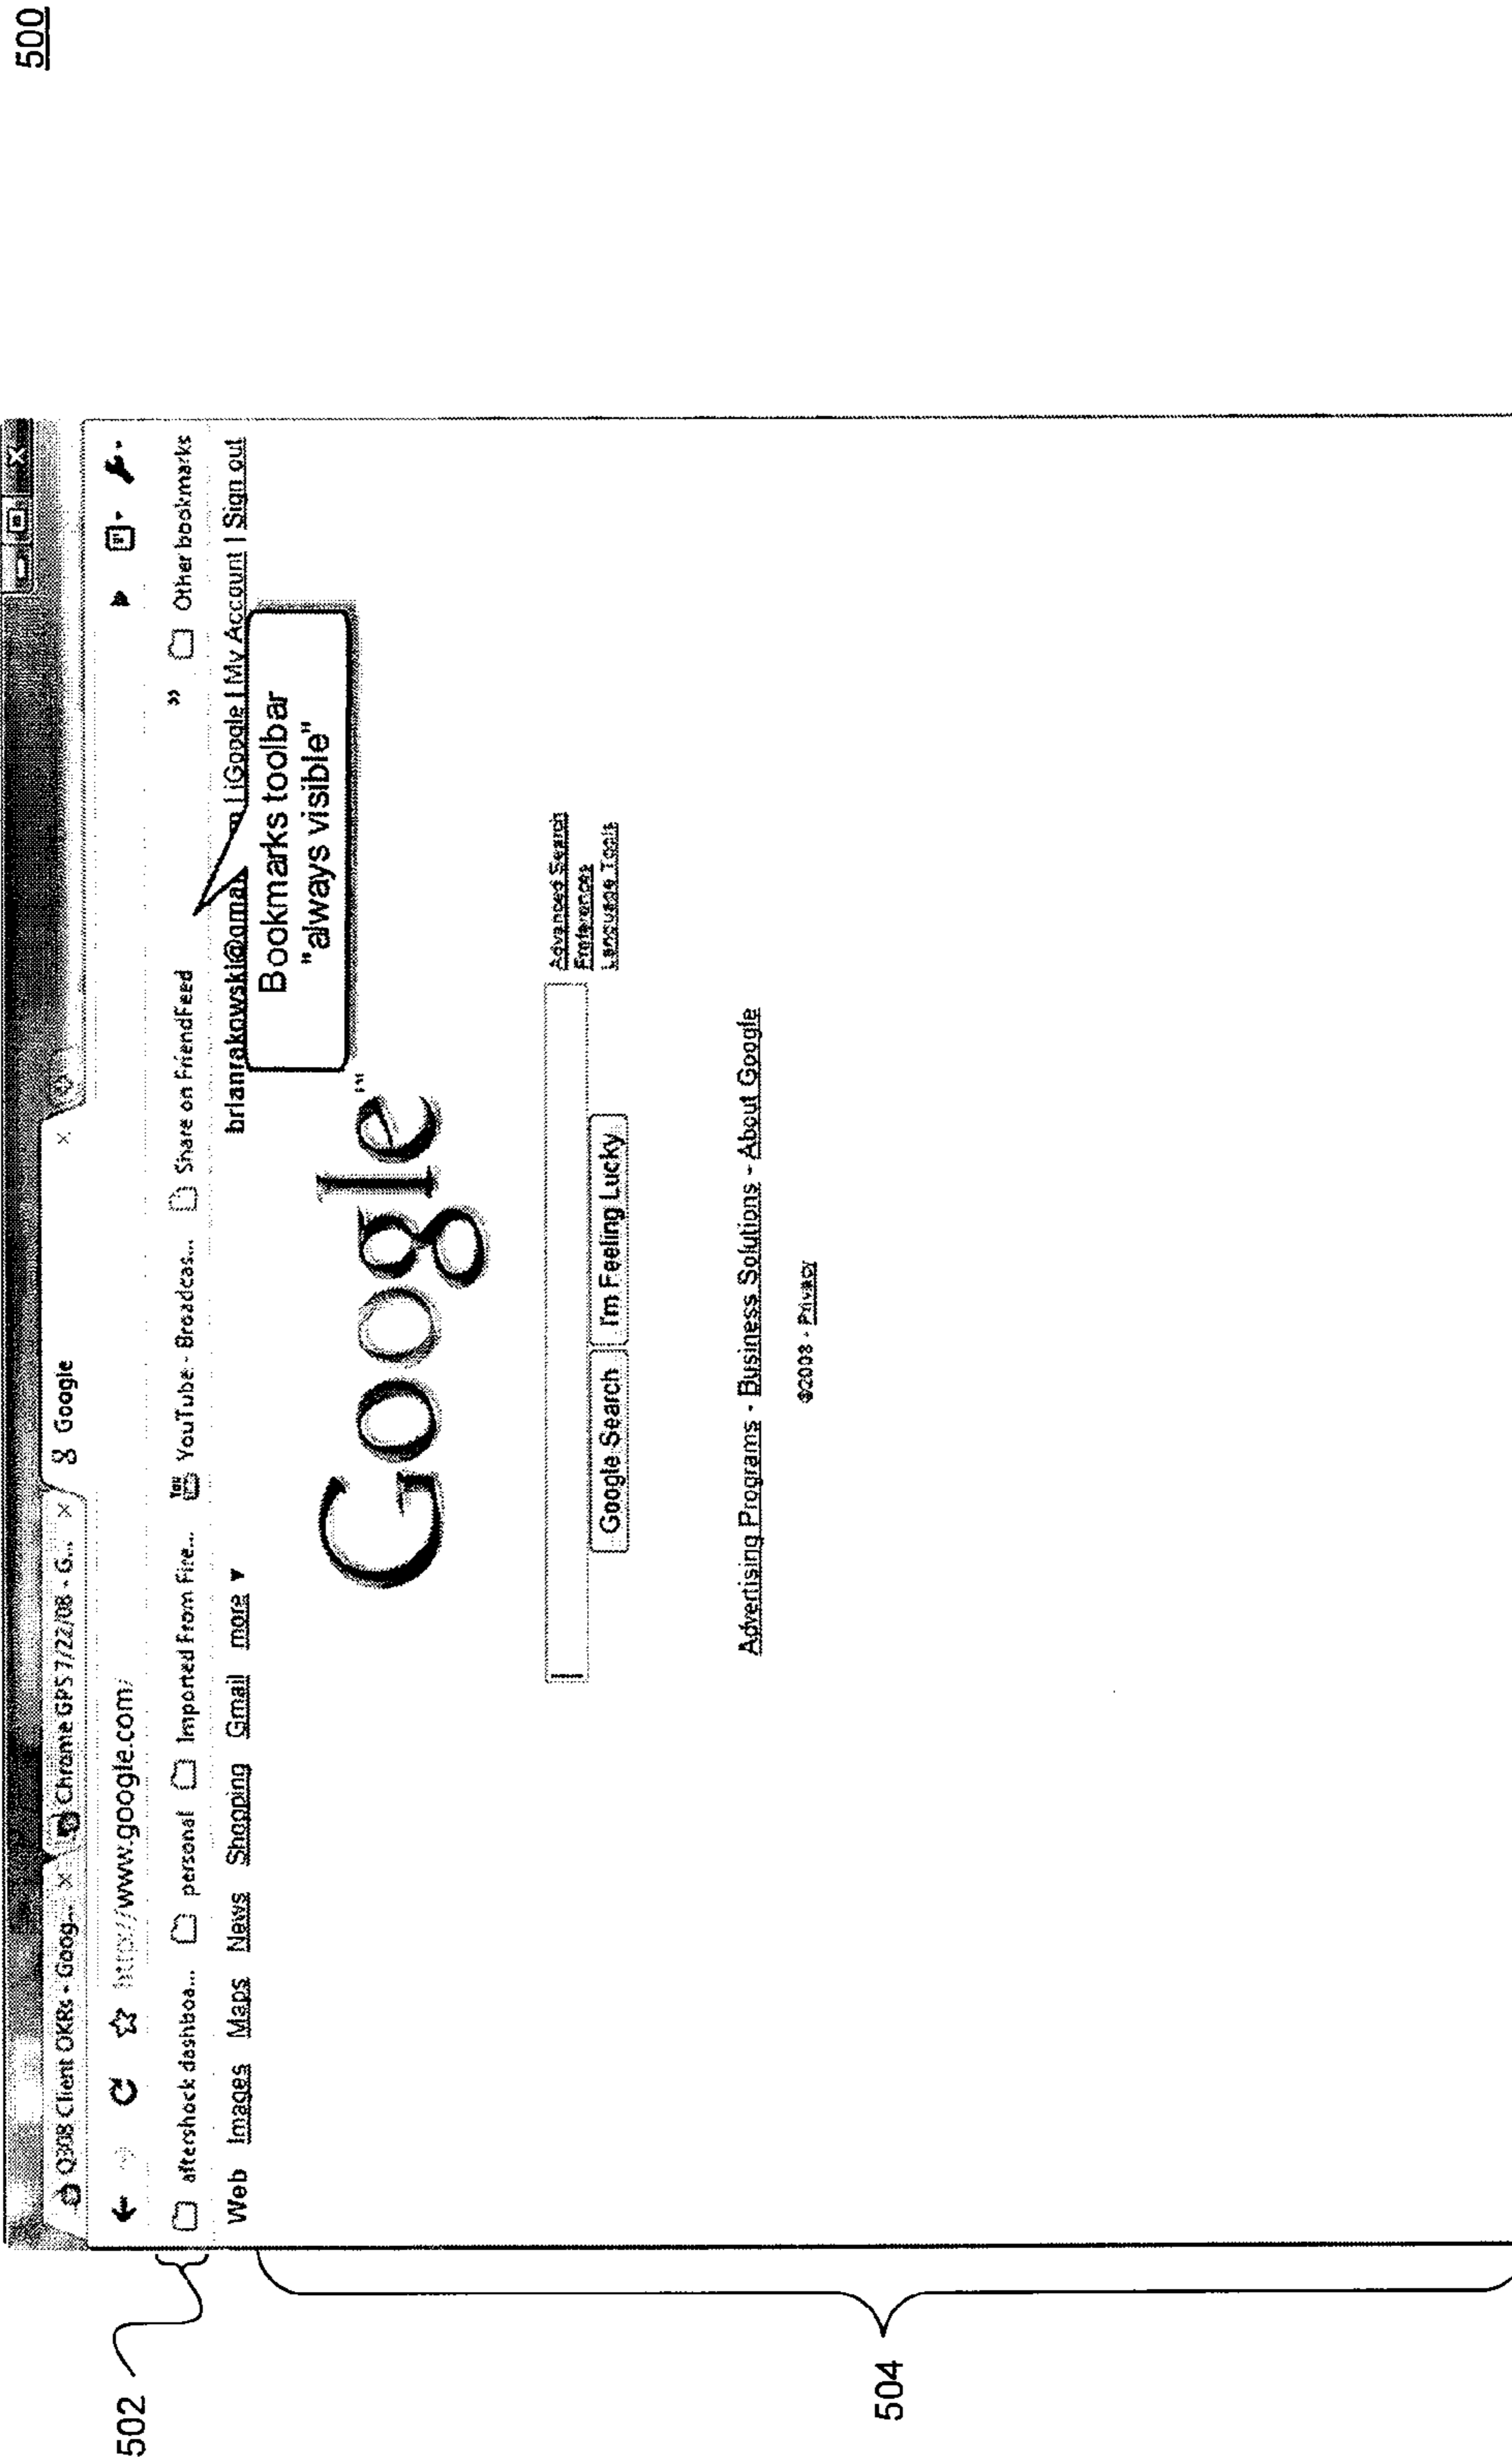 500
Q308 Client OKRs - Goog... × Chrome GPS 7/22/08 - G... × Google ×
http://www.google.com/
aftershock dashboa... personal Imported From Fire... YouTube - Broadcas... Share on FriendFeed » Other bookmarks
Web Images Maps News Shopping Gmail more ▼ brianrakowski@gmai m | iGoogle | My Account | Sign out
Bookmarks toolbar
"always visible"
Google™
Advanced Search
Preferences
Language Tools
Google Search I'm Feeling Lucky
Advertising Programs - Business Solutions - About Google
©2008 - Privacy
502
504